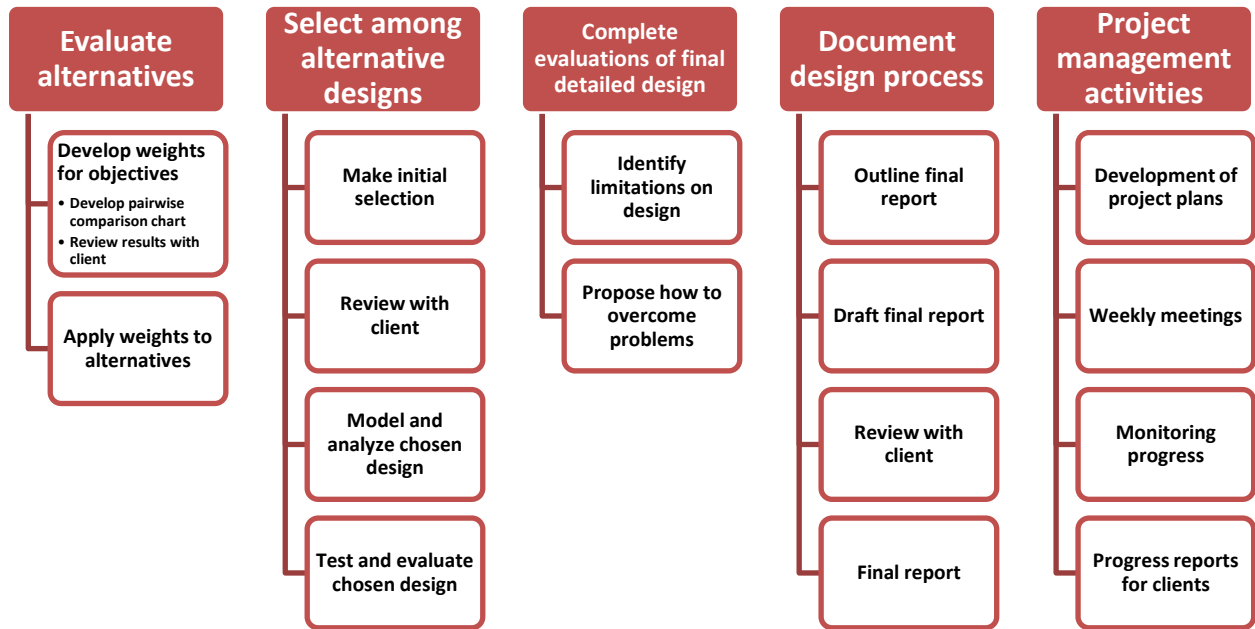 Evaluate
alternatives
Develop weights
for objectives
• Develop pairwise
comparison chart
• Review results with
client
Apply weights to
alternatives
Select among
alternative
designs
Make initial
selection
Review with
client
Model and
analyze chosen
design
Test and evaluate
chosen design
Complete
evaluations of final
detailed design
Identify
limitations on
design
Propose how to
overcome
problems
Document
design process
Outline final
report
Draft final report
Review with
client
Final report
Project
management
activities
Development of
project plans
Weekly meetings
Monitoring
progress
Progress reports
for clients